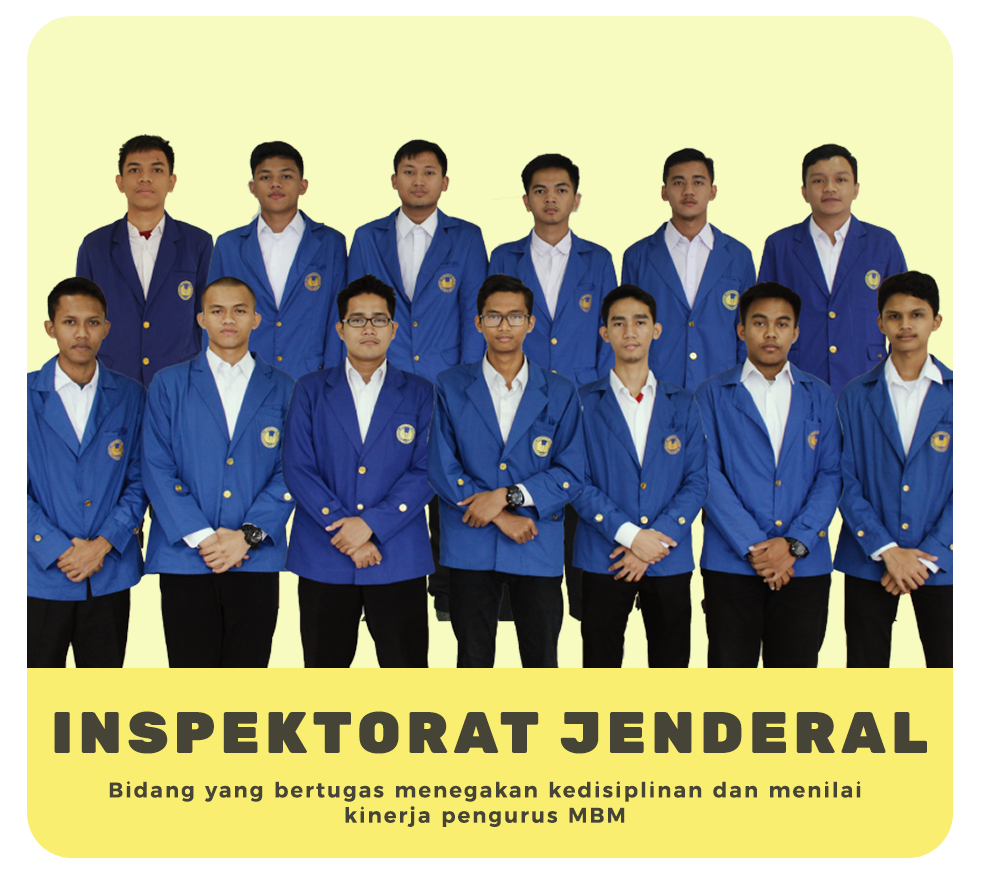 INSPEKTORAT JENDERAL
Bidang yang bertugas menegakan kedisiplinan dan menilai
kinerja pengurus MBM